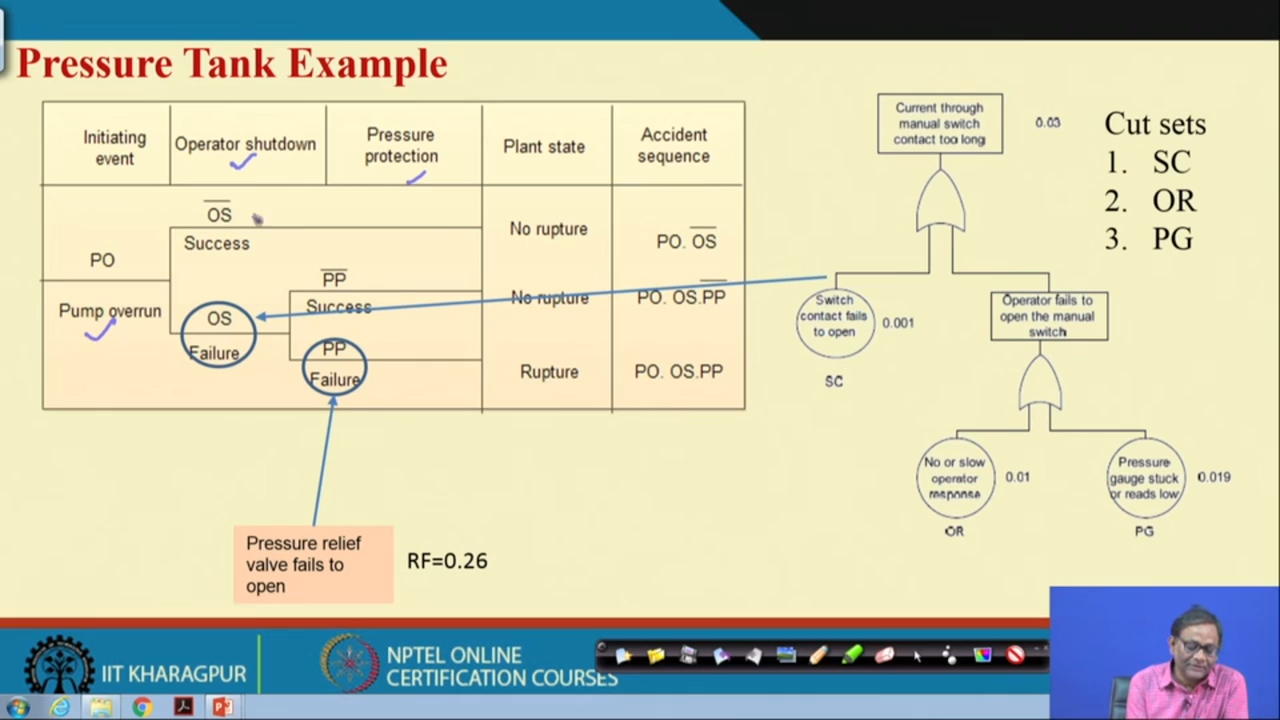 Pressure Tank Example
Initiating
event
Operator shutdown
Pressure
protection
Plant state
Accident
sequence
PO
Pump overrun
O̅S̅
Success
OS
Failure
P̅P̅
Success
PP
Failure
No rupture
PO. O̅S̅
No rupture
PO. OS.P̅P̅
Rupture
PO. OS.PP
Pressure relief
valve fails to
open
RF=0.26
Current through
manual switch
contact too long
0.03
Switch
contact fails
to open
0.001
SC
Operator fails to
open the manual
switch
No or slow
operator
response
0.01
OR
Pressure
gauge stuck
or reads low
0.019
PG
Cut sets
1. SC
2. OR
3. PG
IIT KHARAGPUR
NPTEL ONLINE
CERTIFICATION COURSES